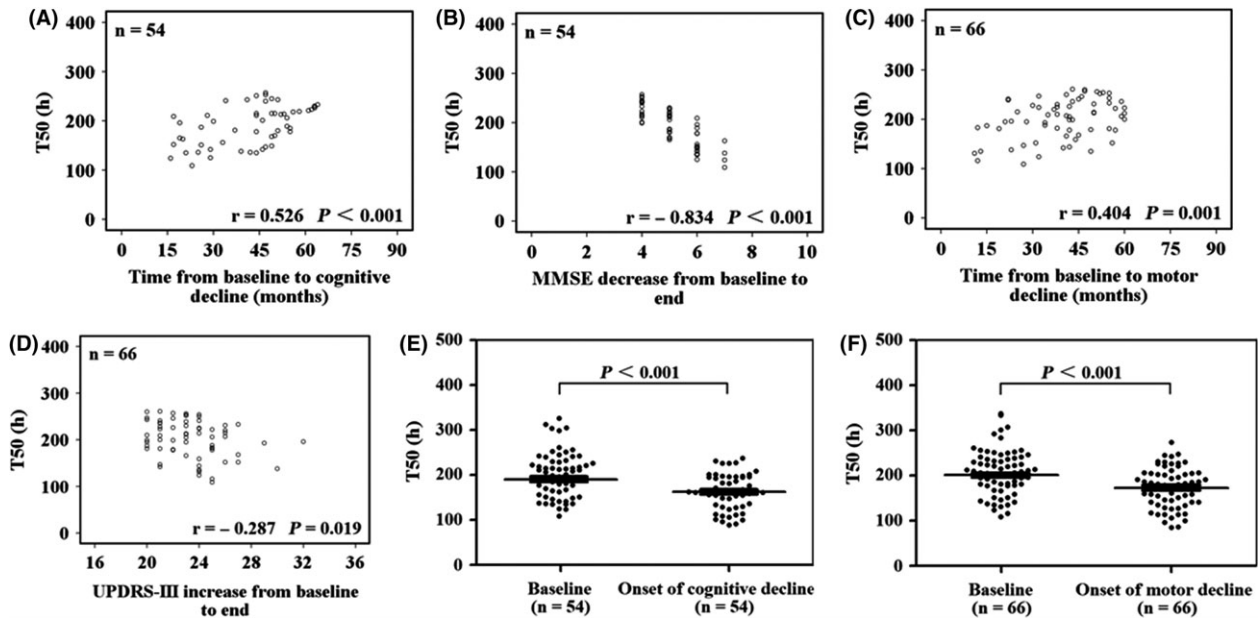 (A)
n = 54
400
300
200
100
0
T50 (h)
r = 0.526 P < 0.001
0 15 30 45 60 75 90
Time from baseline to cognitive
decline (months)
(B)
n = 54
400
300
200
100
0
T50 (h)
r = – 0.834 P < 0.001
0 2 4 6 8 10
MMSE decrease from baseline to
end
(C)
n = 66
400
300
200
100
0
T50 (h)
r = 0.404 P = 0.001
0 15 30 45 60 75 90
Time from baseline to motor
decline (months)
(D)
n = 66
400
300
200
100
0
T50 (h)
r = – 0.287 P = 0.019
16 20 24 28 32 36
UPDRS-III increase from baseline
to end
(E)
500
400
300
200
100
0
T50 (h)
P < 0.001
Baseline Onset of cognitive decline
(n = 54) (n = 54)
(F)
500
400
300
200
100
0
T50 (h)
P < 0.001
Baseline Onset of motor decline
(n = 66) (n = 66)